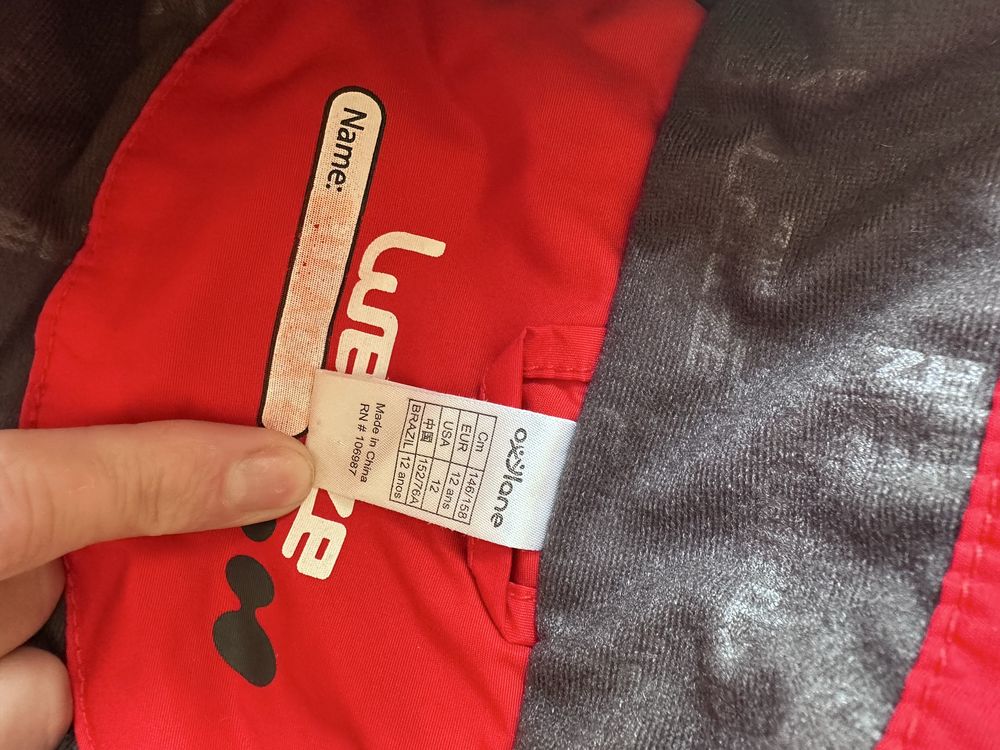 Name:
oxylane
Cm 146/158
EUR 12 ans
USA 12
中国 152/76A
BRAZIL 12 anos
Made in China
RN# 106987